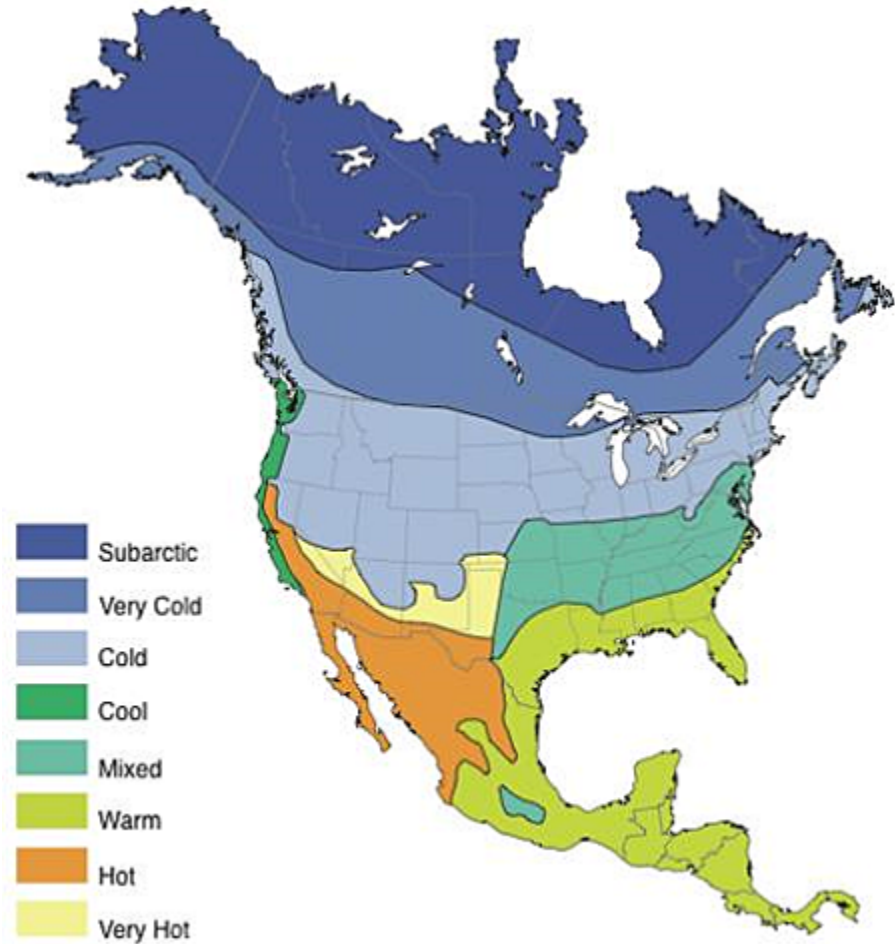 Subarctic
Very Cold
Cold
Cool
Mixed
Warm
Hot
Very Hot